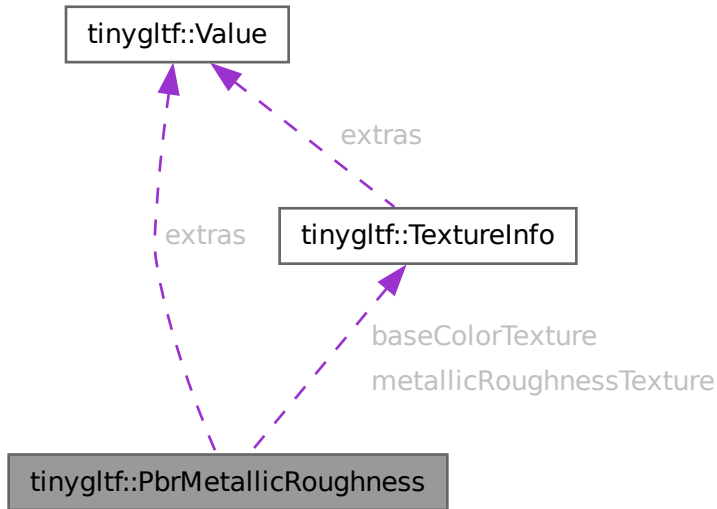 tinygltf::Value
extras
tinygltf::TextureInfo
extras
baseColorTexture
metallicRoughnessTexture
tinygltf::PbrMetallicRoughness